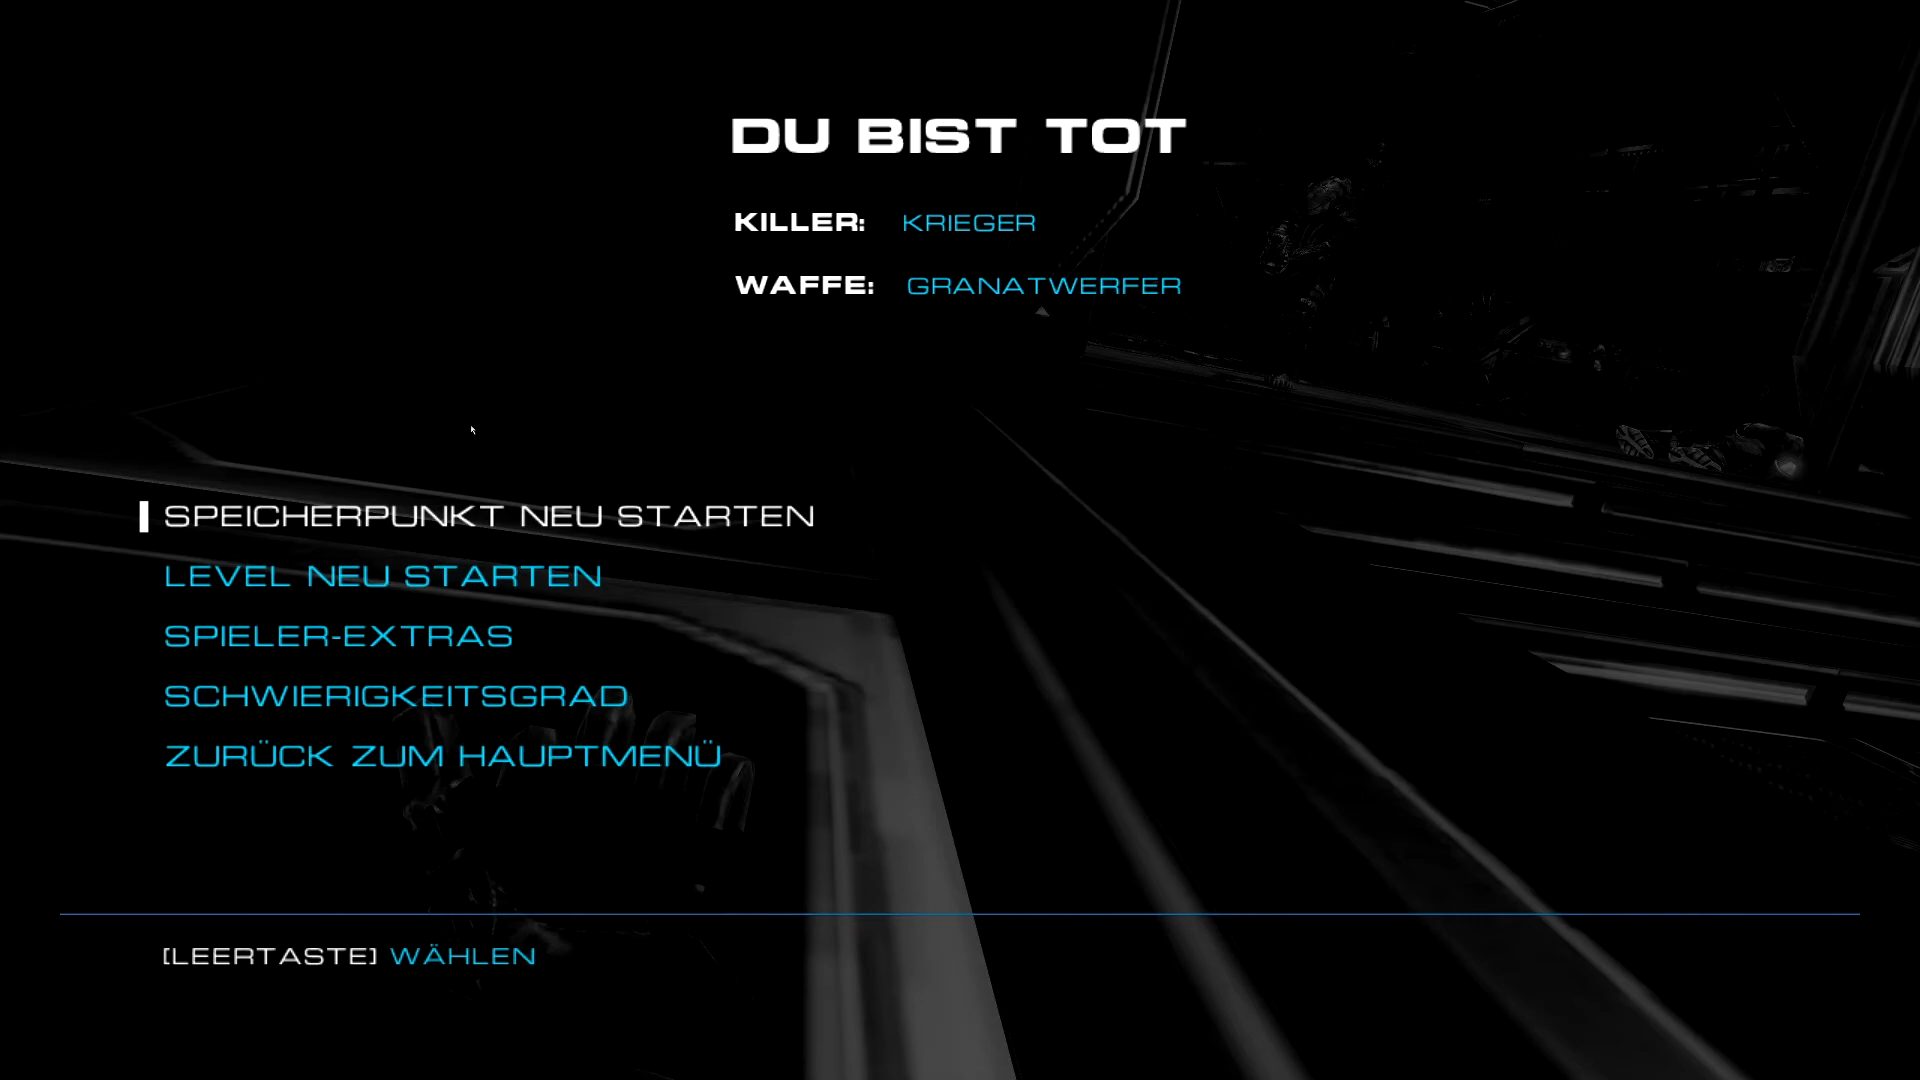 DU BIST TOT
KILLER: KRIEGER
WAFFE: GRANATWERFER
SPEICHERPUNKT NEU STARTEN
LEVEL NEU STARTEN
SPIELER-EXTRAS
SCHWIERIGKEITSGRAD
ZURÜCK ZUM HAUPTMENÜ
[LEERTASTE] WÄHLEN